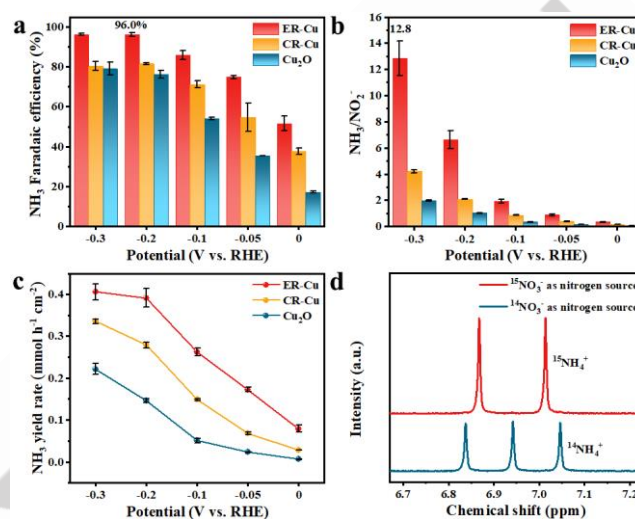 a
96.0%
ER-Cu
CR-Cu
Cu₂O
NH₃ Faradaic efficiency (%)
100
80
60
40
20
0
-0.3 -0.2 -0.1 -0.05 0
Potential (V vs. RHE)
b
12.8
ER-Cu
CR-Cu
Cu₂O
NH₃/NO₂⁻
16
14
12
10
8
6
4
2
0
-0.3 -0.2 -0.1 -0.05 0
Potential (V vs. RHE)
c
ER-Cu
CR-Cu
Cu₂O
NH₃ yield rate (mmol h⁻¹ cm⁻²)
0.4
0.3
0.2
0.1
0.0
-0.3 -0.2 -0.1 -0.05 0
Potential (V vs. RHE)
d
¹⁵NO₃⁻ as nitrogen source
¹⁴NO₃⁻ as nitrogen source
¹⁵NH₄⁺
¹⁴NH₄⁺
Intensity (a.u.)
6.7 6.8 6.9 7.0 7.1 7.2
Chemical shift (ppm)